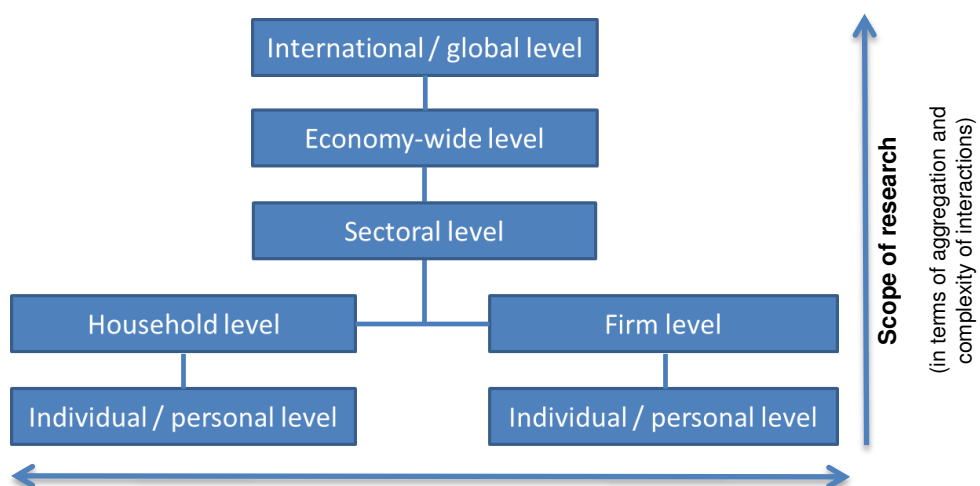 International / global level
Economy-wide level
Sectoral level
Household level
Firm level
Individual / personal level
Individual / personal level
Scope of research
(in terms of aggregation and
complexity of interactions)